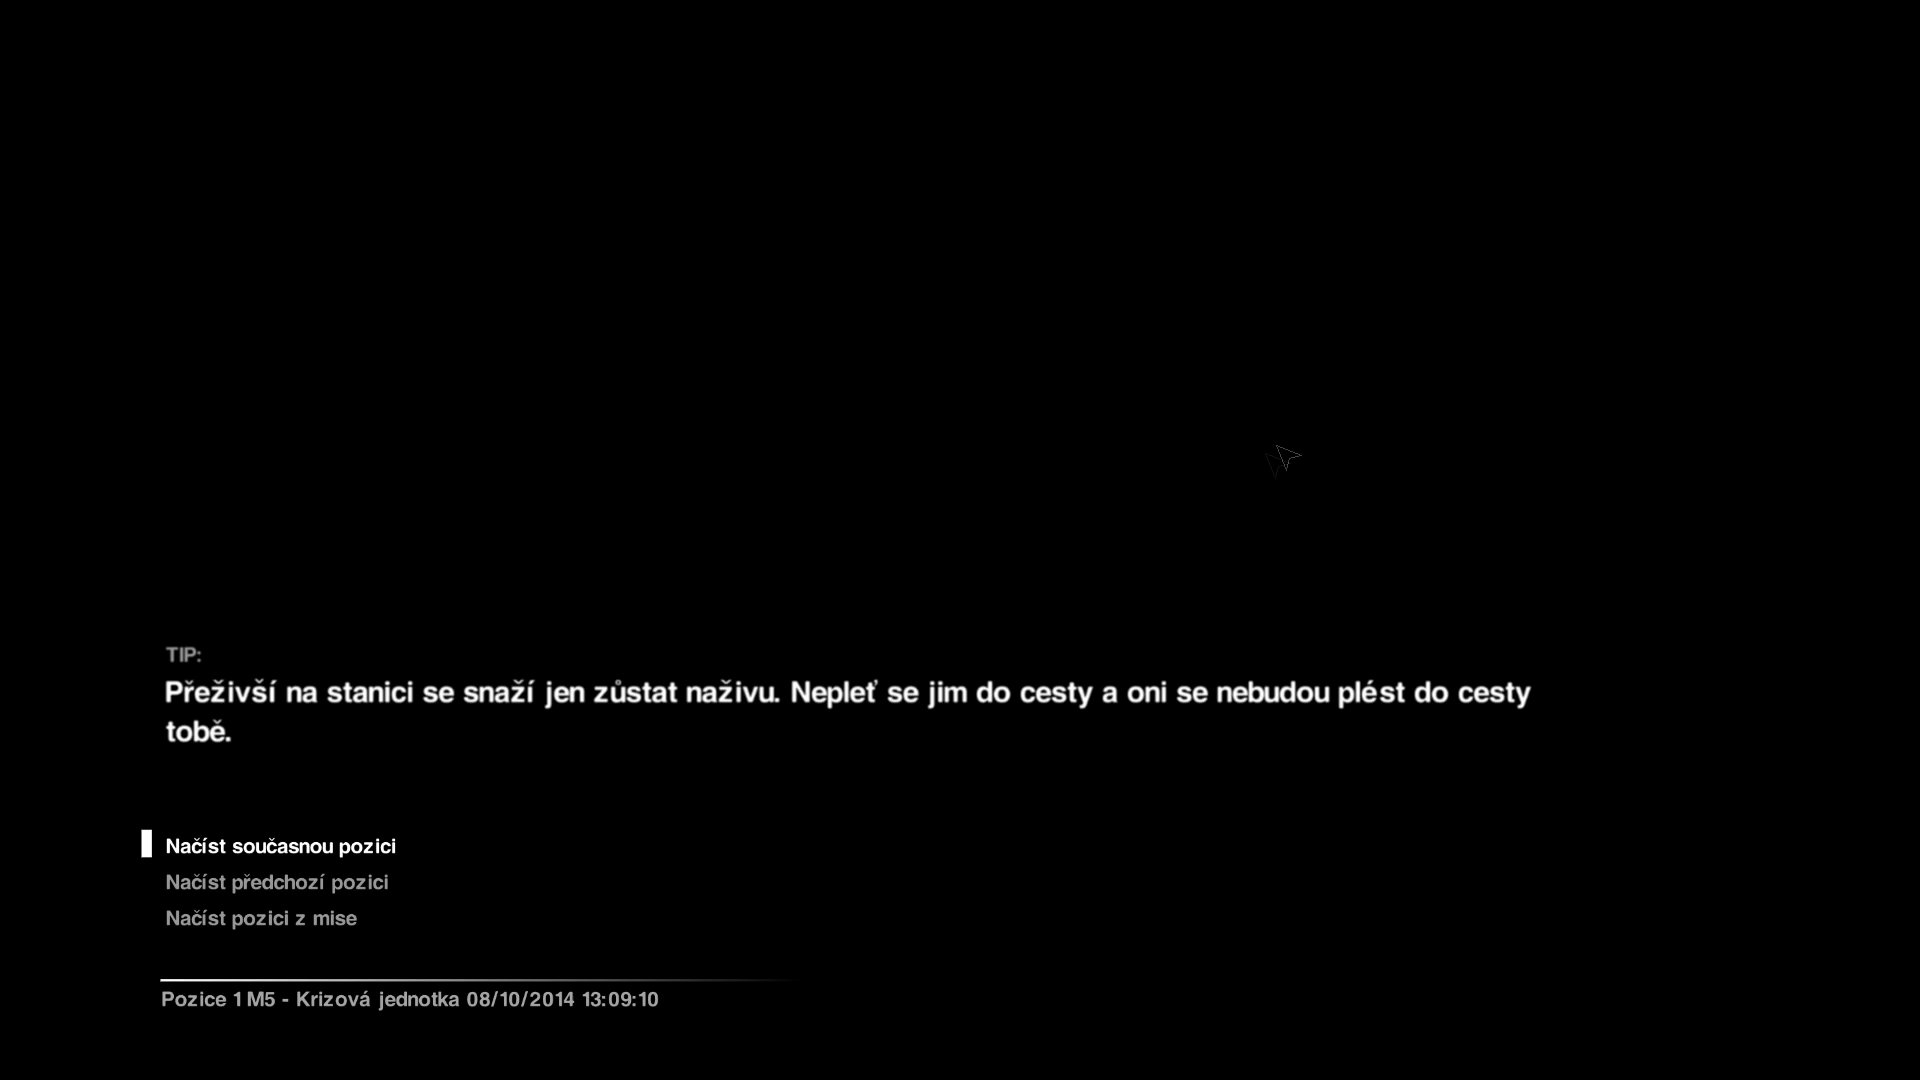 TIP:
Přeživší na stanici se snaží jen zůstat naživu. Nepleť se jim do cesty a oni se nebudou plést do cesty
tobě.
Načíst současnou pozici
Načíst předchozí pozici
Načíst pozici z mise
Pozice 1 M5 - Krizová jednotka 08/10/2014 13:09:10